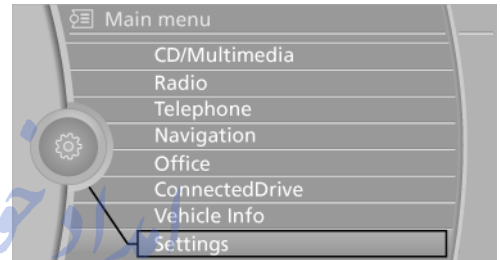 Main menu
CD/Multimedia
Radio
Telephone
Navigation
Office
ConnectedDrive
Vehicle Info
Settings